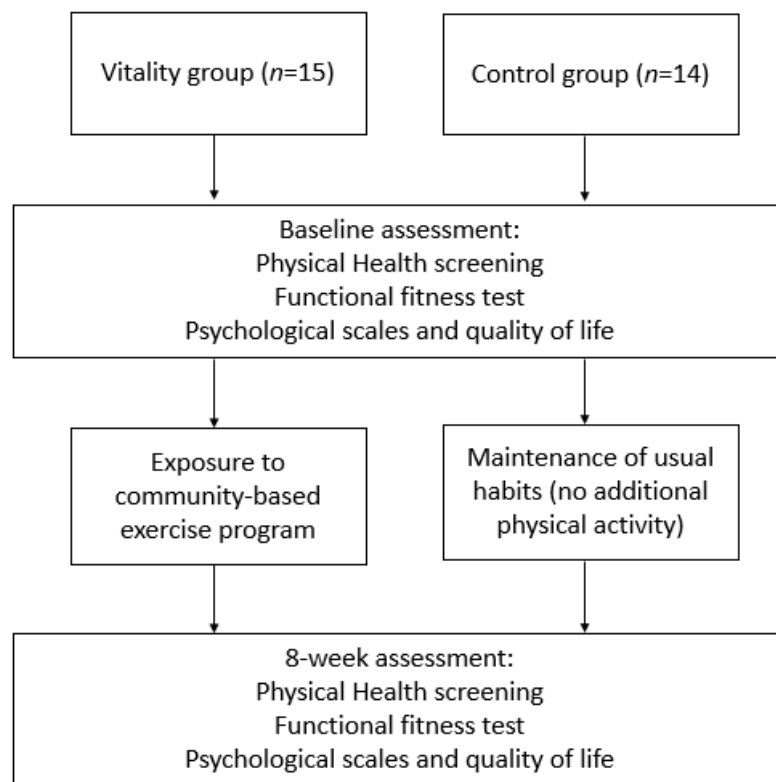 Vitality group (n=15)
Control group (n=14)
Baseline assessment:
Physical Health screening
Functional fitness test
Psychological scales and quality of life
Exposure to
community-based
exercise program
Maintenance of usual
habits (no additional
physical activity)
8-week assessment:
Physical Health screening
Functional fitness test
Psychological scales and quality of life